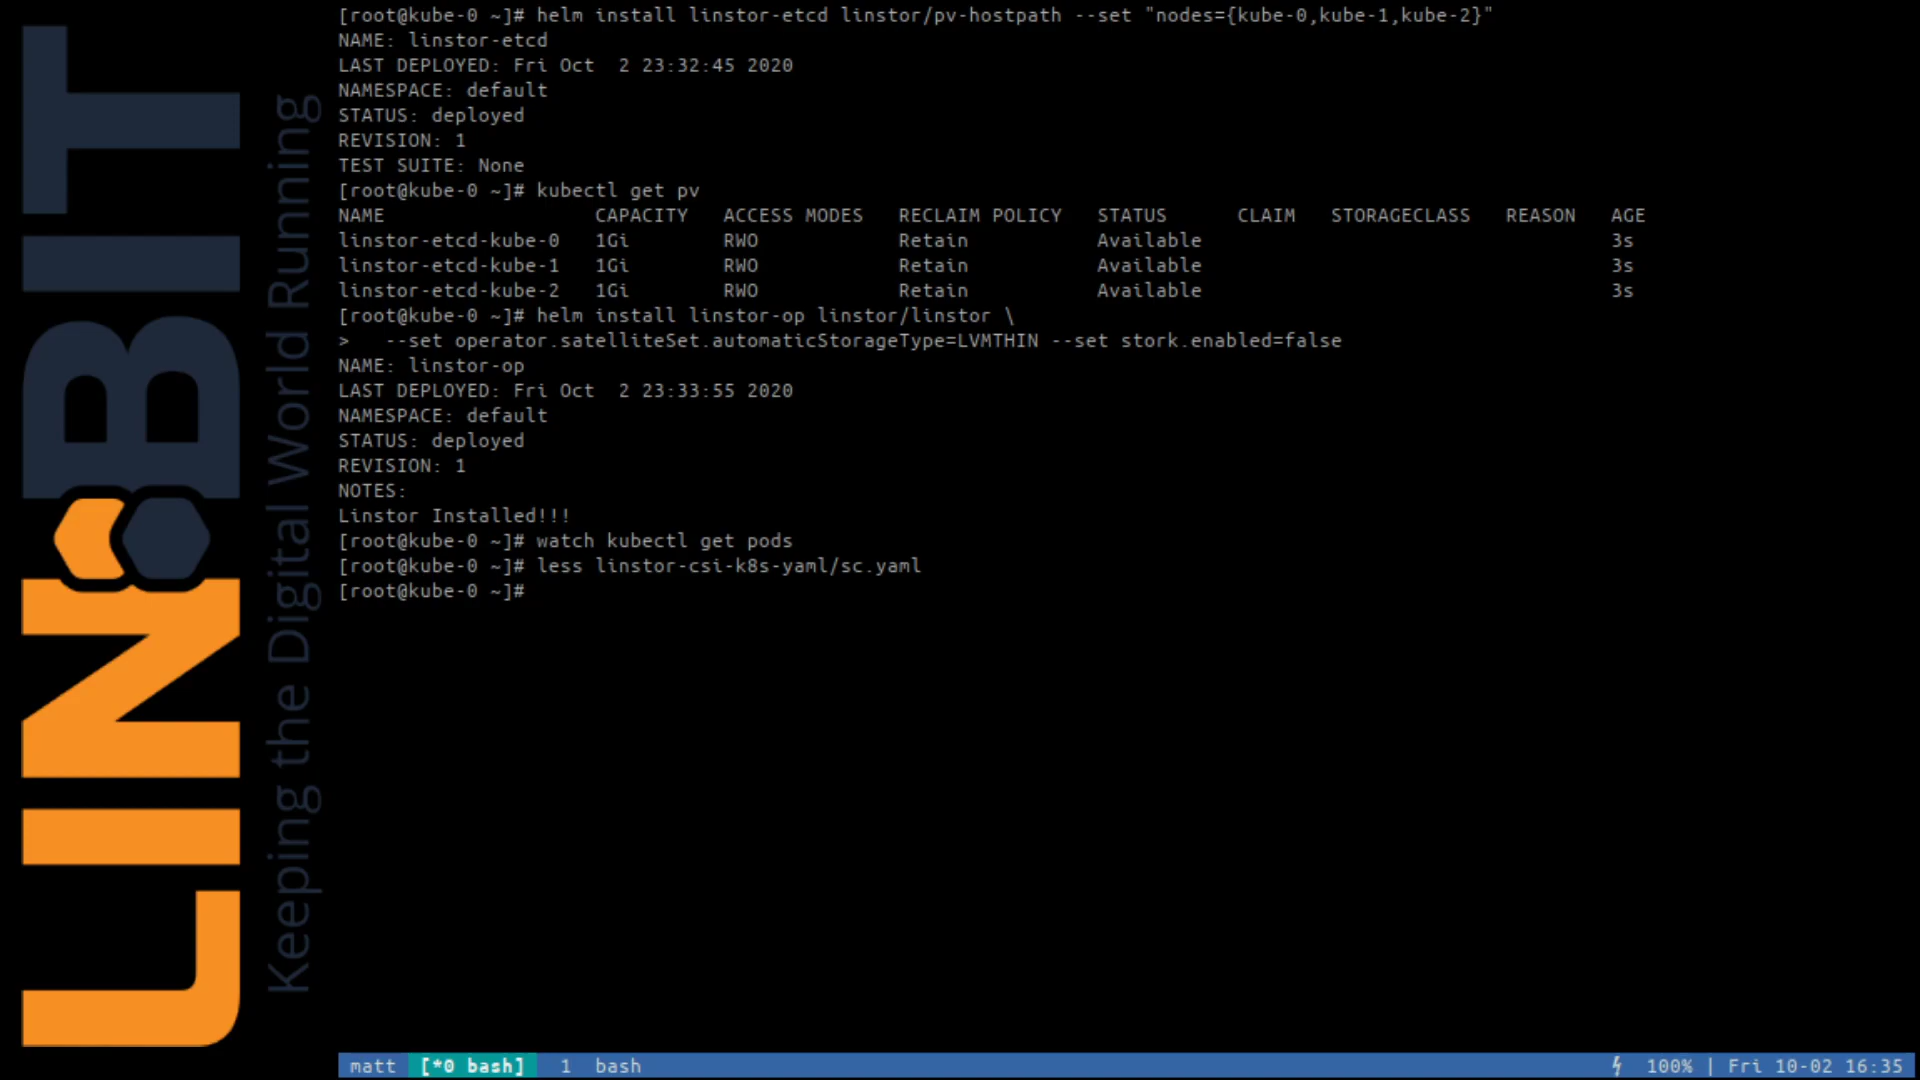 LINBIT
Keeping the Digital World Running
[root@kube-0 ~]# helm install linstor-etcd linstor/pv-hostpath --set "nodes={kube-0,kube-1,kube-2}"
NAME: linstor-etcd
LAST DEPLOYED: Fri Oct  2 23:32:45 2020
NAMESPACE: default
STATUS: deployed
REVISION: 1
TEST SUITE: None
[root@kube-0 ~]# kubectl get pv
NAME                  CAPACITY   ACCESS MODES   RECLAIM POLICY   STATUS      CLAIM   STORAGECLASS   REASON   AGE
linstor-etcd-kube-0   1Gi        RWO            Retain           Available                                   3s
linstor-etcd-kube-1   1Gi        RWO            Retain           Available                                   3s
linstor-etcd-kube-2   1Gi        RWO            Retain           Available                                   3s
[root@kube-0 ~]# helm install linstor-op linstor/linstor \
>   --set operator.satelliteSet.automaticStorageType=LVMTHIN --set stork.enabled=false
NAME: linstor-op
LAST DEPLOYED: Fri Oct  2 23:33:55 2020
NAMESPACE: default
STATUS: deployed
REVISION: 1
NOTES:
Linstor Installed!!!
[root@kube-0 ~]# watch kubectl get pods
[root@kube-0 ~]# less linstor-csi-k8s-yaml/sc.yaml
[root@kube-0 ~]#
matt [*0 bash]  1  bash  100% | Fri 10-02 16:35